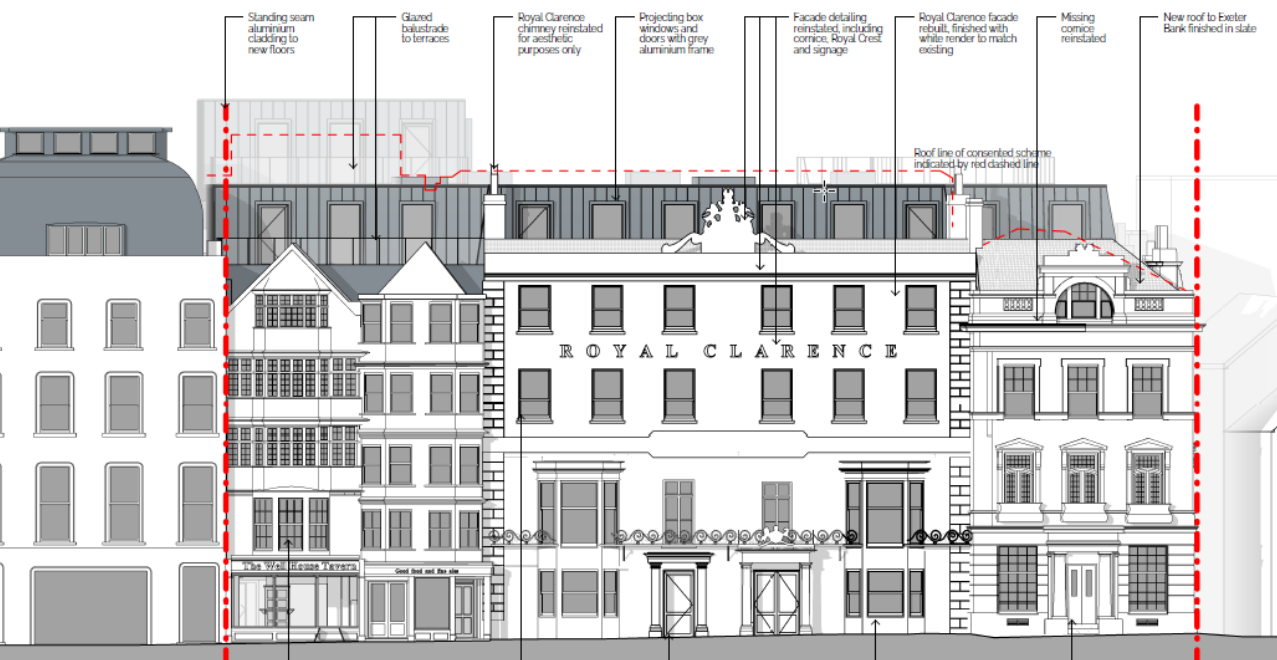 Standing seam
aluminium
cladding to
new floors
Glazed
balustrade
to terraces
Royal Clarence
chimney reinstated
for aesthetic
purposes only
Projecting box
windows and
doors with grey
aluminium frame
Facade detailing
reinstated, including
cornice, Royal Crest
and signage
Royal Clarence facade
rebuilt, finished with
white render to match
existing
Missing
cornice
reinstated
New roof to Exeter
Bank finished in slate
Roof line of consented scheme
indicated by red dashed line
ROYAL CLARENCE
The Well House Tavern
Good food and fine ales